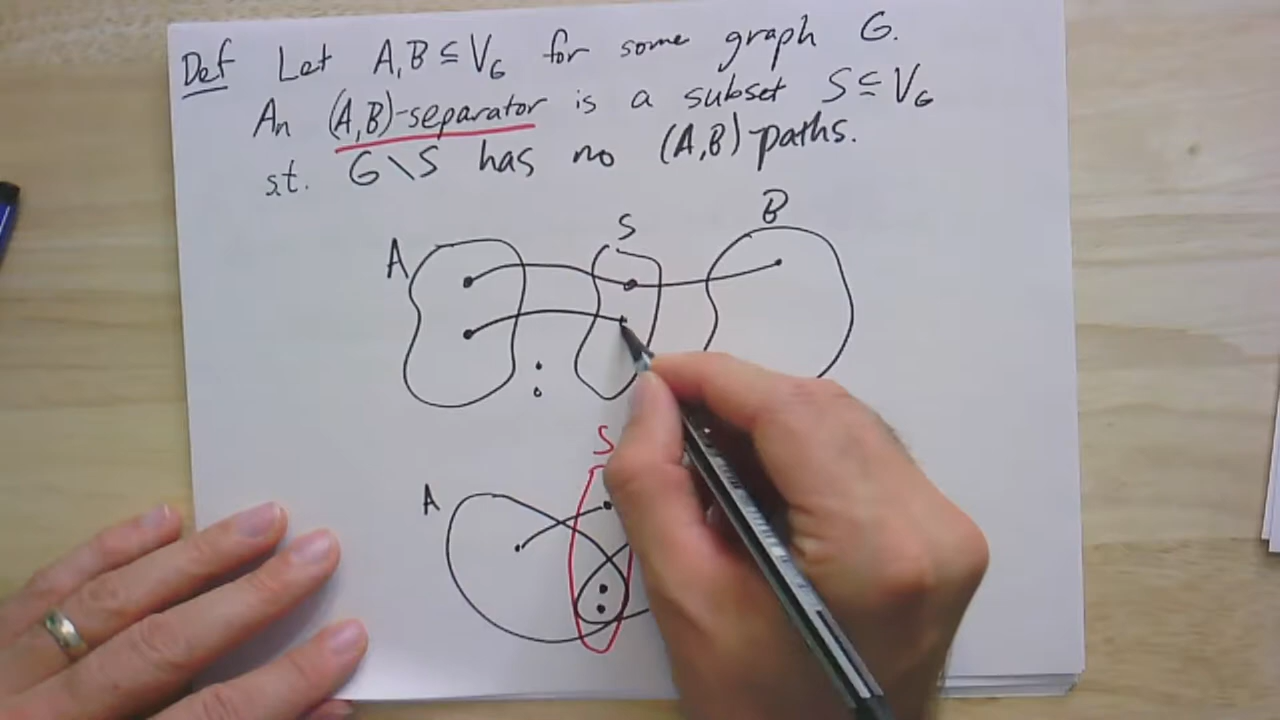 Def Let A,B ⊆ V_G for some graph G.
An (A,B)-separator is a subset S ⊆ V_G
s.t. G\S has no (A,B)-paths.
A S B
S
A